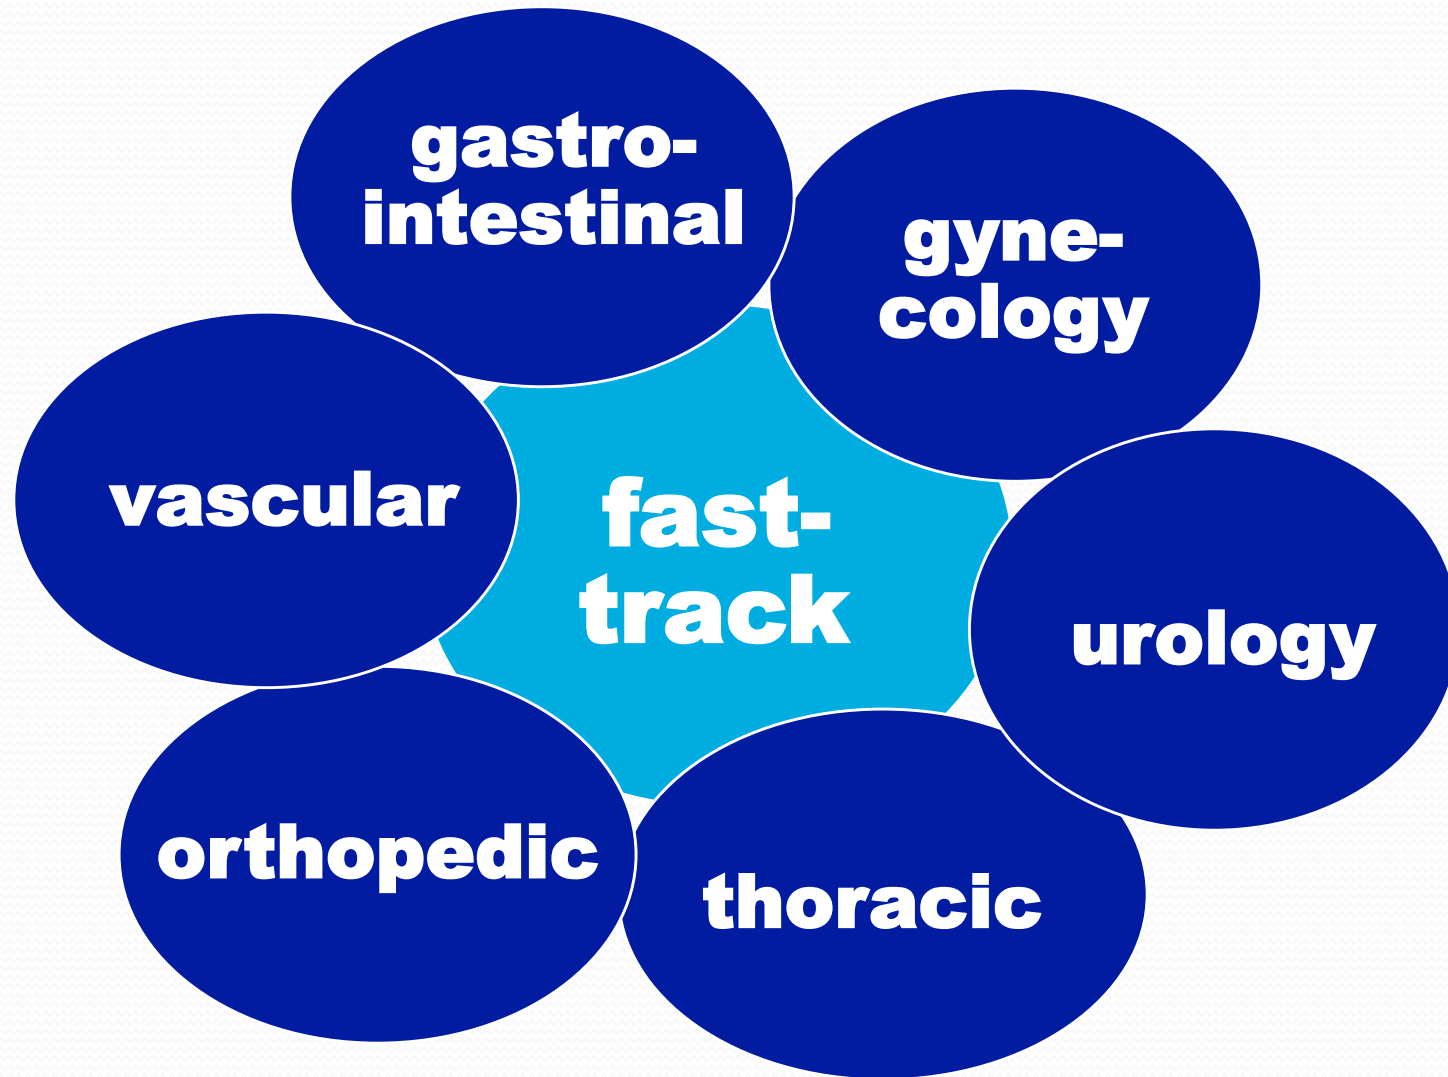 gastro-
intestinal
gyne-
cology
vascular
fast-
track
urology
orthopedic
thoracic